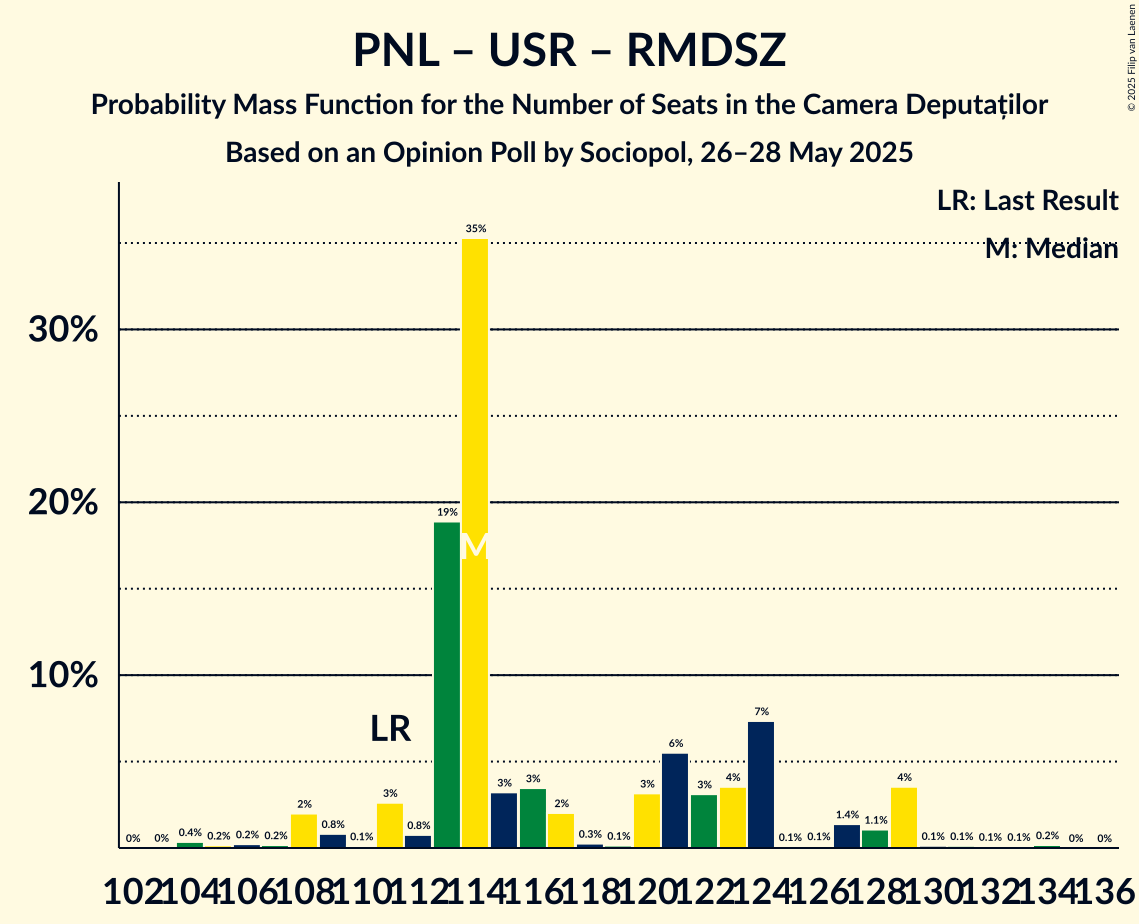 PNL – USR – RMDSZ
Probability Mass Function for the Number of Seats in the Camera Deputaților
Based on an Opinion Poll by Sociopol, 26–28 May 2025
© 2025 Filip van Laenen
LR: Last Result
M: Median
30%
20%
10%
0% 0% 0.4% 0.2% 0.2% 0.2% 2% 0.8% 0.1% 3% 0.8% 19% 35% 3% 3% 2% 0.3% 0.1% 3% 6% 3% 4% 7% 0.1% 0.1% 1.4% 1.1% 4% 0.1% 0.1% 0.1% 0.1% 0.2% 0% 0%
LR
M
102 104 106 108 110 112 114 116 118 120 122 124 126 128 130 132 134 136